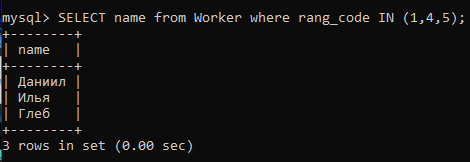 mysql> SELECT name from Worker where rang_code IN (1,4,5);
+--------+
| name   |
+--------+
| Даниил |
| Илья   |
| Глеб   |
+--------+
3 rows in set (0.00 sec)